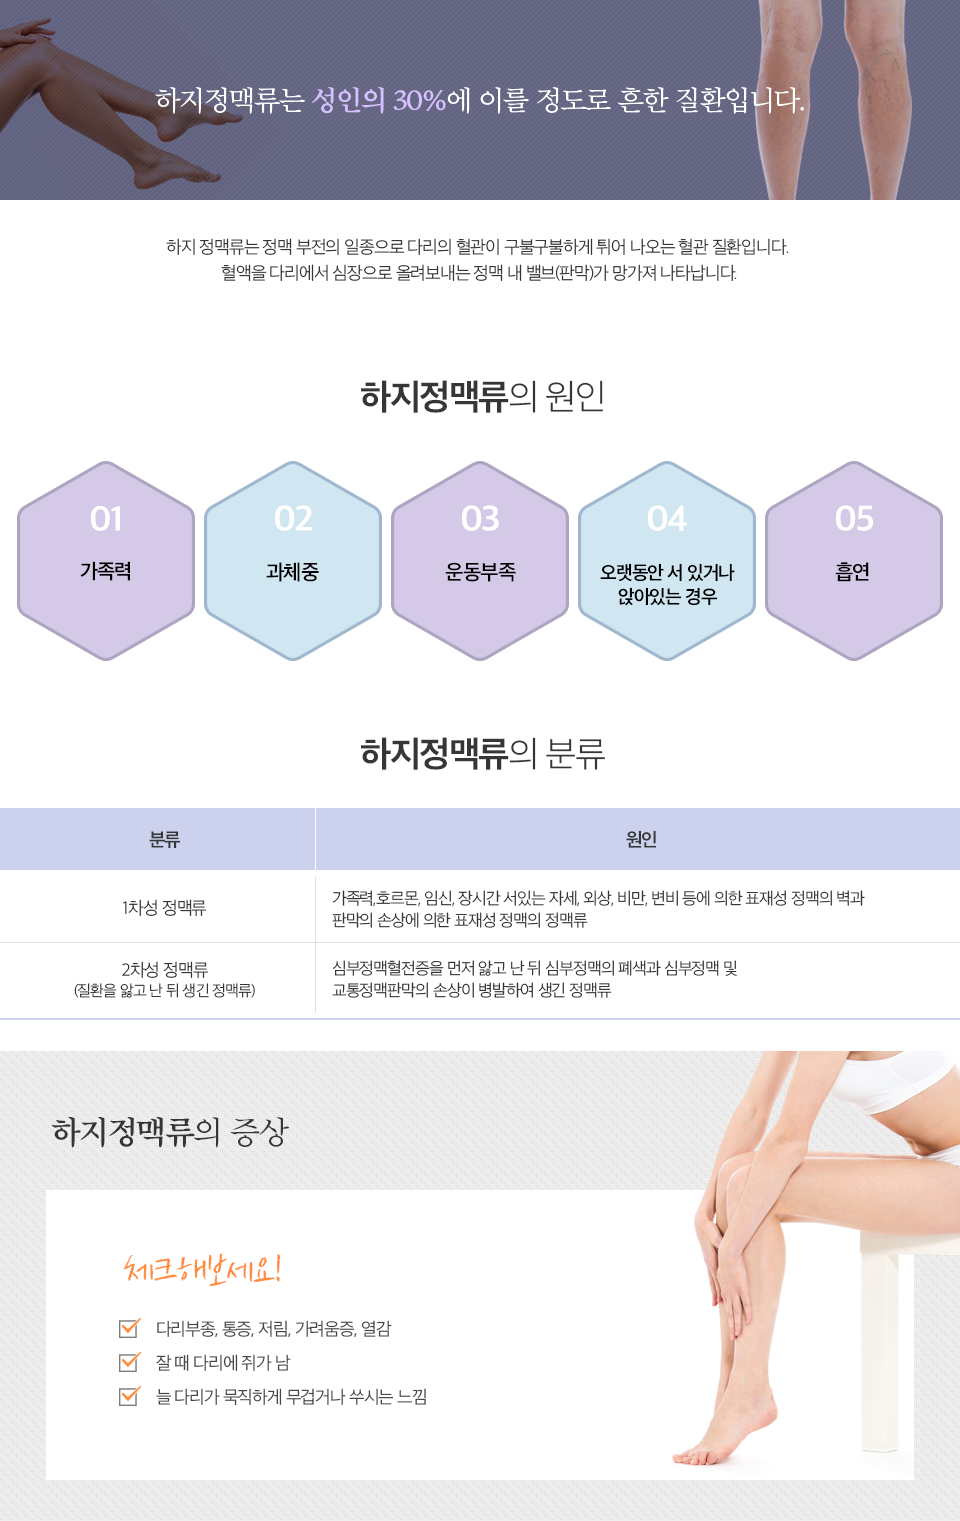 하지정맥류는 성인의 30%에 이를 정도로 흔한 질환입니다.
하지 정맥류는 정맥 부전의 일종으로 다리의 혈관이 구불구불하게 튀어 나오는 혈관 질환입니다.
혈액을 다리에서 심장으로 올려보내는 정맥 내 밸브(판막)가 망가져 나타납니다.
하지정맥류의 원인
01
가족력
02
과체중
03
운동부족
04
오랫동안 서 있거나
앉아있는 경우
05
흡연
하지정맥류의 분류
분류
원인
1차성 정맥류
가족력,호르몬, 임신, 장시간 서있는 자세, 외상, 비만, 변비 등에 의한 표재성 정맥의 벽과
판막의 손상에 의한 표재성 정맥의 정맥류
2차성 정맥류
(질환을 앓고 난 뒤 생긴 정맥류)
심부정맥혈전증을 먼저 앓고 난 뒤 심부정맥의 폐색과 심부정맥 및
교통정맥판막의 손상이 병발하여 생긴 정맥류
하지정맥류의 증상
체크해보세요!
다리부종, 통증, 저림, 가려움증, 열감
잘 때 다리에 쥐가 남
늘 다리가 묵직하게 무겁거나 쑤시는 느낌